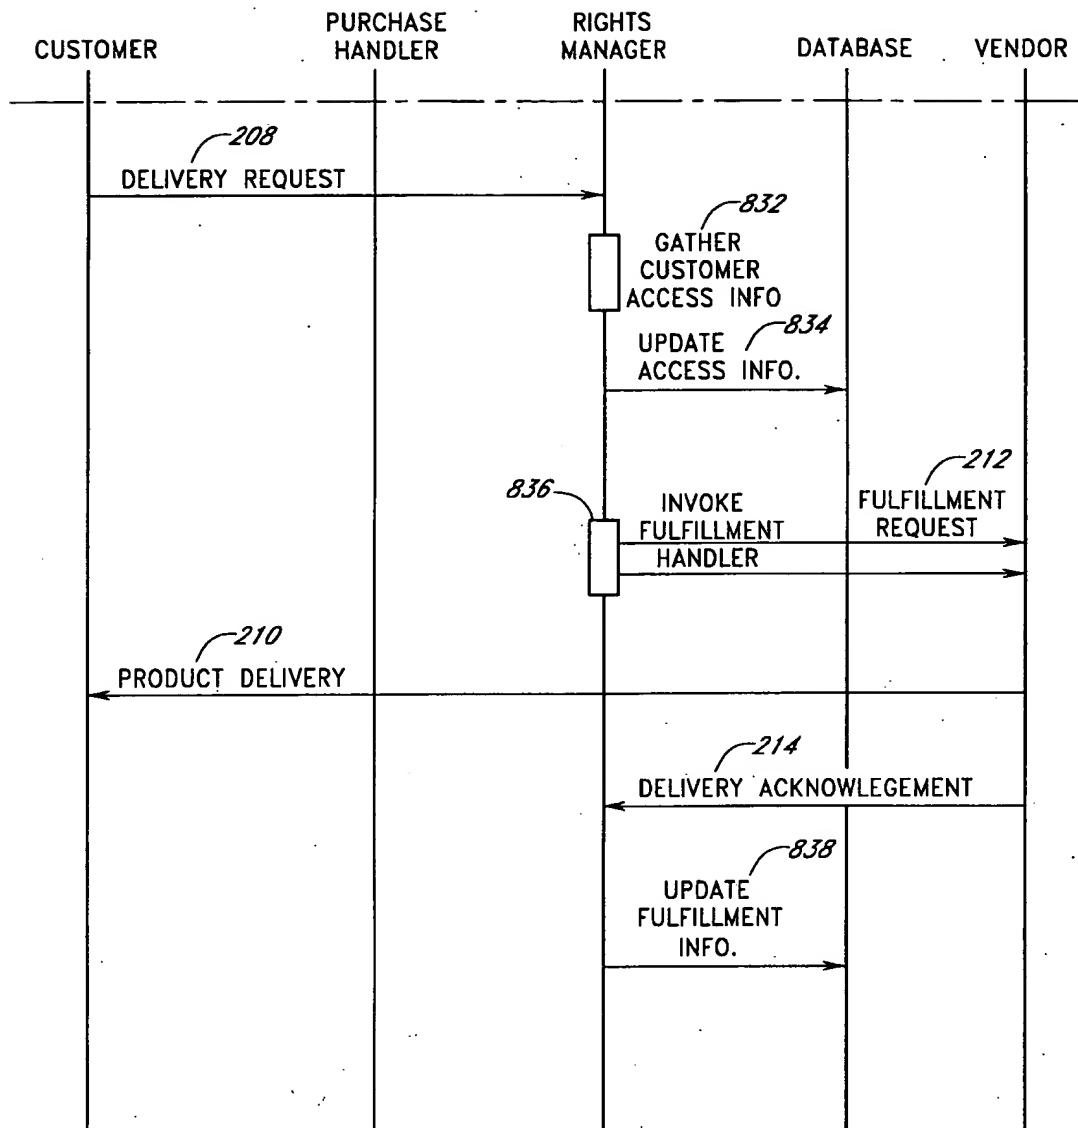 CUSTOMER
PURCHASE
HANDLER
RIGHTS
MANAGER
DATABASE
VENDOR
208
DELIVERY REQUEST
832
GATHER
CUSTOMER
ACCESS INFO
834
UPDATE
ACCESS INFO.
836
INVOKE
FULFILLMENT
HANDLER
212
FULFILLMENT
REQUEST
210
PRODUCT DELIVERY
214
DELIVERY ACKNOWLEGEMENT
838
UPDATE
FULFILLMENT
INFO.